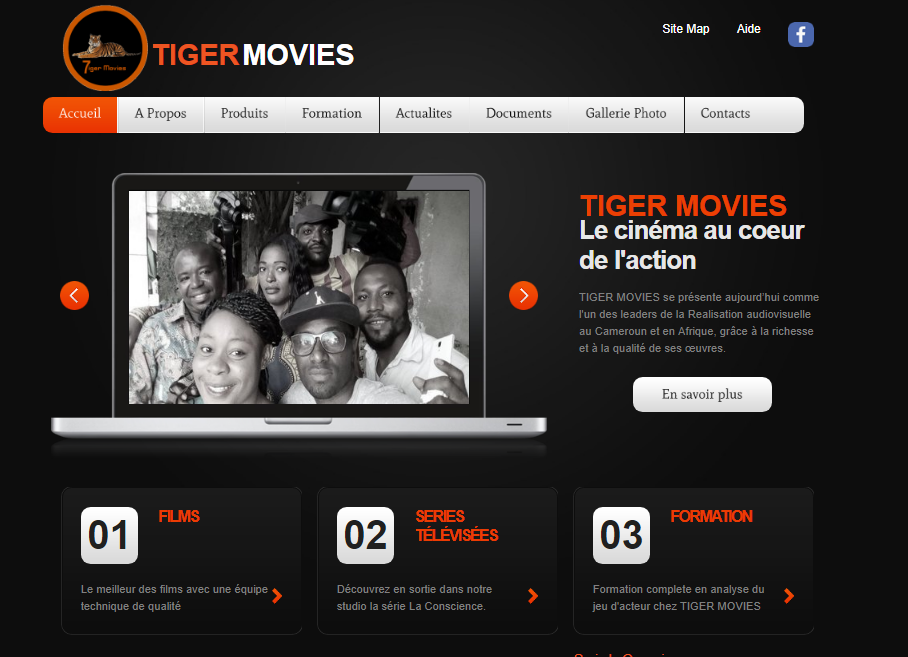 7iger Movies
TIGER MOVIES
Site Map
Aide
f
Accueil
A Propos
Produits
Formation
Actualites
Documents
Gallerie Photo
Contacts
TIGER MOVIES
Le cinéma au coeur
de l'action
TIGER MOVIES se présente aujourd'hui comme
l'un des leaders de la Realisation audiovisuelle
au Cameroun et en Afrique, grâce à la richesse
et à la qualité de ses œuvres.
En savoir plus
01
FILMS
Le meilleur des films avec une équipe
technique de qualité
02
SERIES
TÉLÉVISÉES
Découvrez en sortie dans notre
studio la série La Conscience.
03
FORMATION
Formation complete en analyse du
jeu d'acteur chez TIGER MOVIES